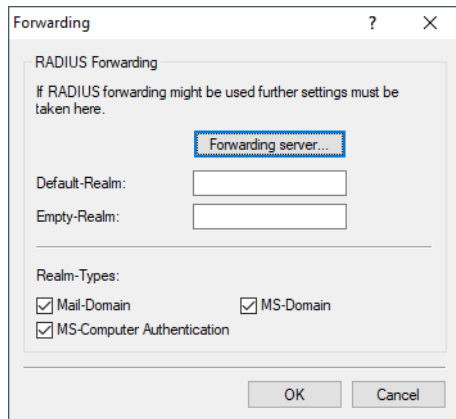 Forwarding ?
RADIUS Forwarding
If RADIUS forwarding might be used further settings must be
taken here.
Forwarding server...
Default-Realm:
Empty-Realm:
Realm-Types:
Mail-Domain MS-Domain
MS-Computer Authentication
OK Cancel